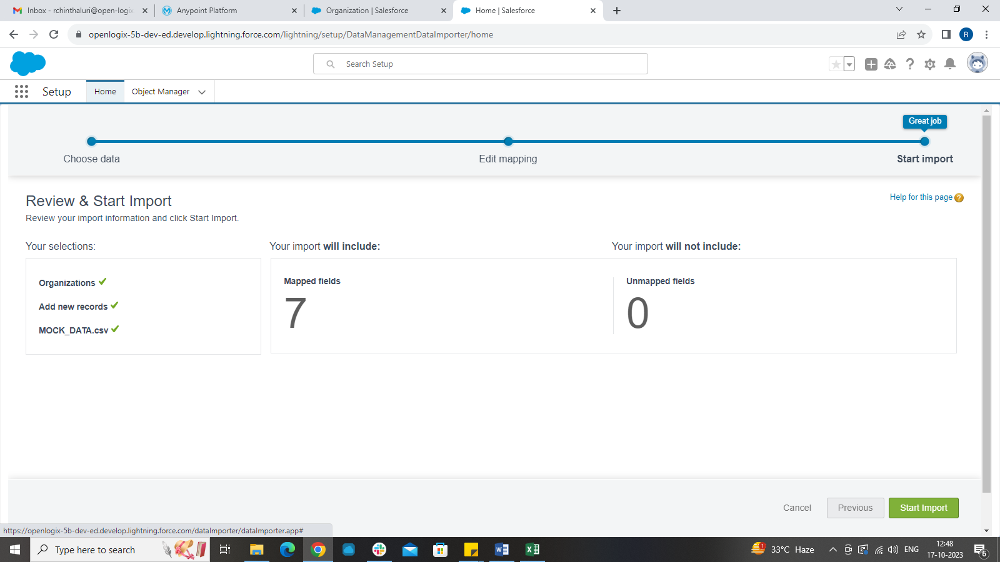 Inbox - rchinthaluri@open-logix
Anypoint Platform
Organization | Salesforce
Home | Salesforce
openlogix-5b-dev-ed.develop.lightning.force.com/lightning/setup/DataManagementDataImporter/home
R
Search Setup
Setup
Home
Object Manager
Great job
Choose data
Edit mapping
Start import
Review & Start Import
Help for this page ?
Review your import information and click Start Import.
Your selections:
Your import will include:
Your import will not include:
Organizations
Add new records
MOCK_DATA.csv
Mapped fields
7
Unmapped fields
0
Cancel
Previous
Start Import
https://openlogix-5b-dev-ed.develop.lightning.force.com/dataImporter/dataImporter.app#
Type here to search
1
33°C Haze
ENG
12:48
17-10-2023
6